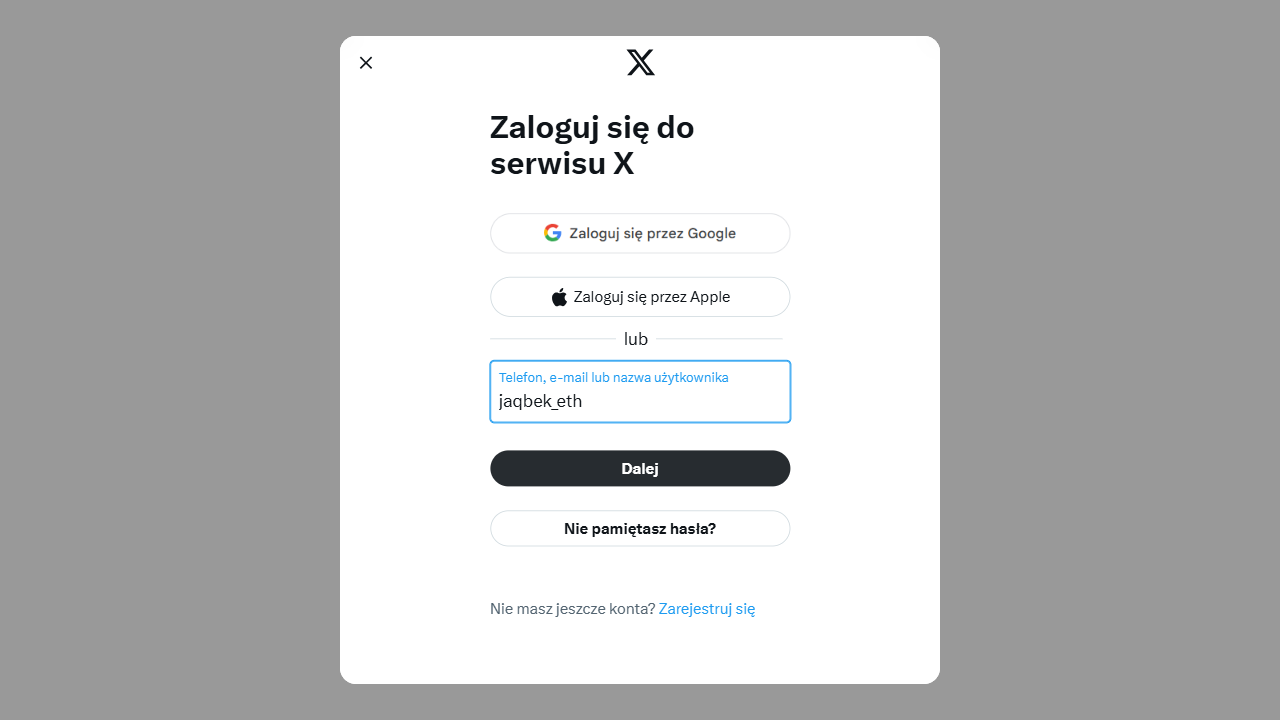 Zaloguj się do
serwisu X
Zaloguj się przez Google
Zaloguj się przez Apple
lub
Telefon, e-mail lub nazwa użytkownika
jaqbek_eth
Dalej
Nie pamiętasz hasła?
Nie masz jeszcze konta? Zarejestruj się